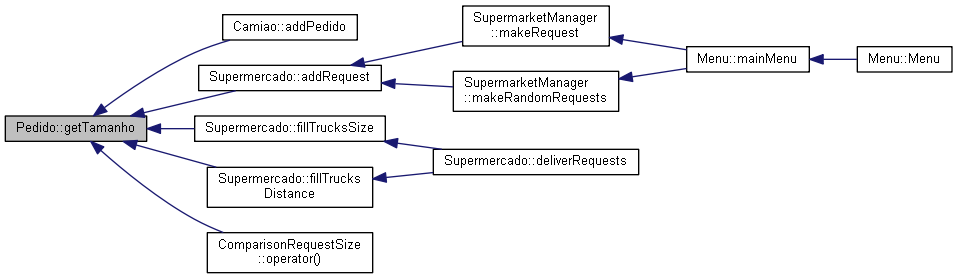 Camiao::addPedido
SupermarketManager
::makeRequest
Menu::mainMenu
Menu::Menu
Supermercado::addRequest
SupermarketManager
::makeRandomRequests
Pedido::getTamanho
Supermercado::fillTrucksSize
Supermercado::deliverRequests
Supermercado::fillTrucks
Distance
ComparisonRequestSize
::operator()